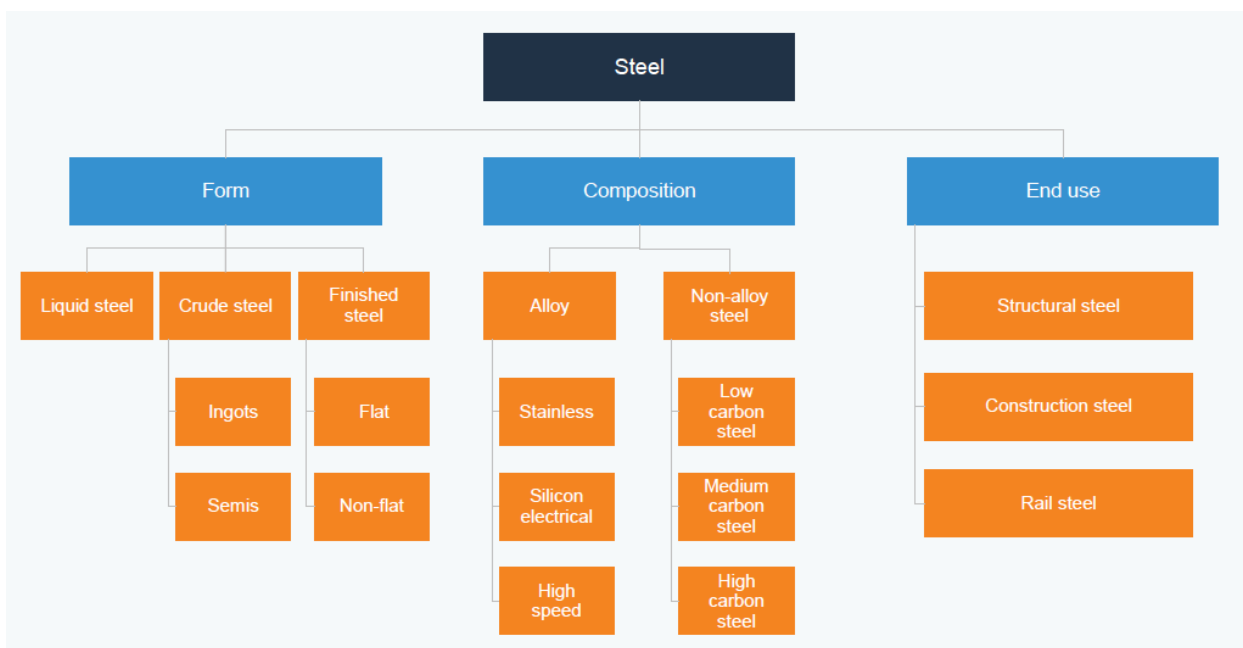 Steel
Form
Composition
End use
Liquid steel
Crude steel
Finished
steel
Alloy
Non-alloy
steel
Structural steel
Ingots
Flat
Stainless
Low
carbon
steel
Construction steel
Semis
Non-flat
Silicon
electrical
Medium
carbon
steel
Rail steel
High
speed
High
carbon
steel